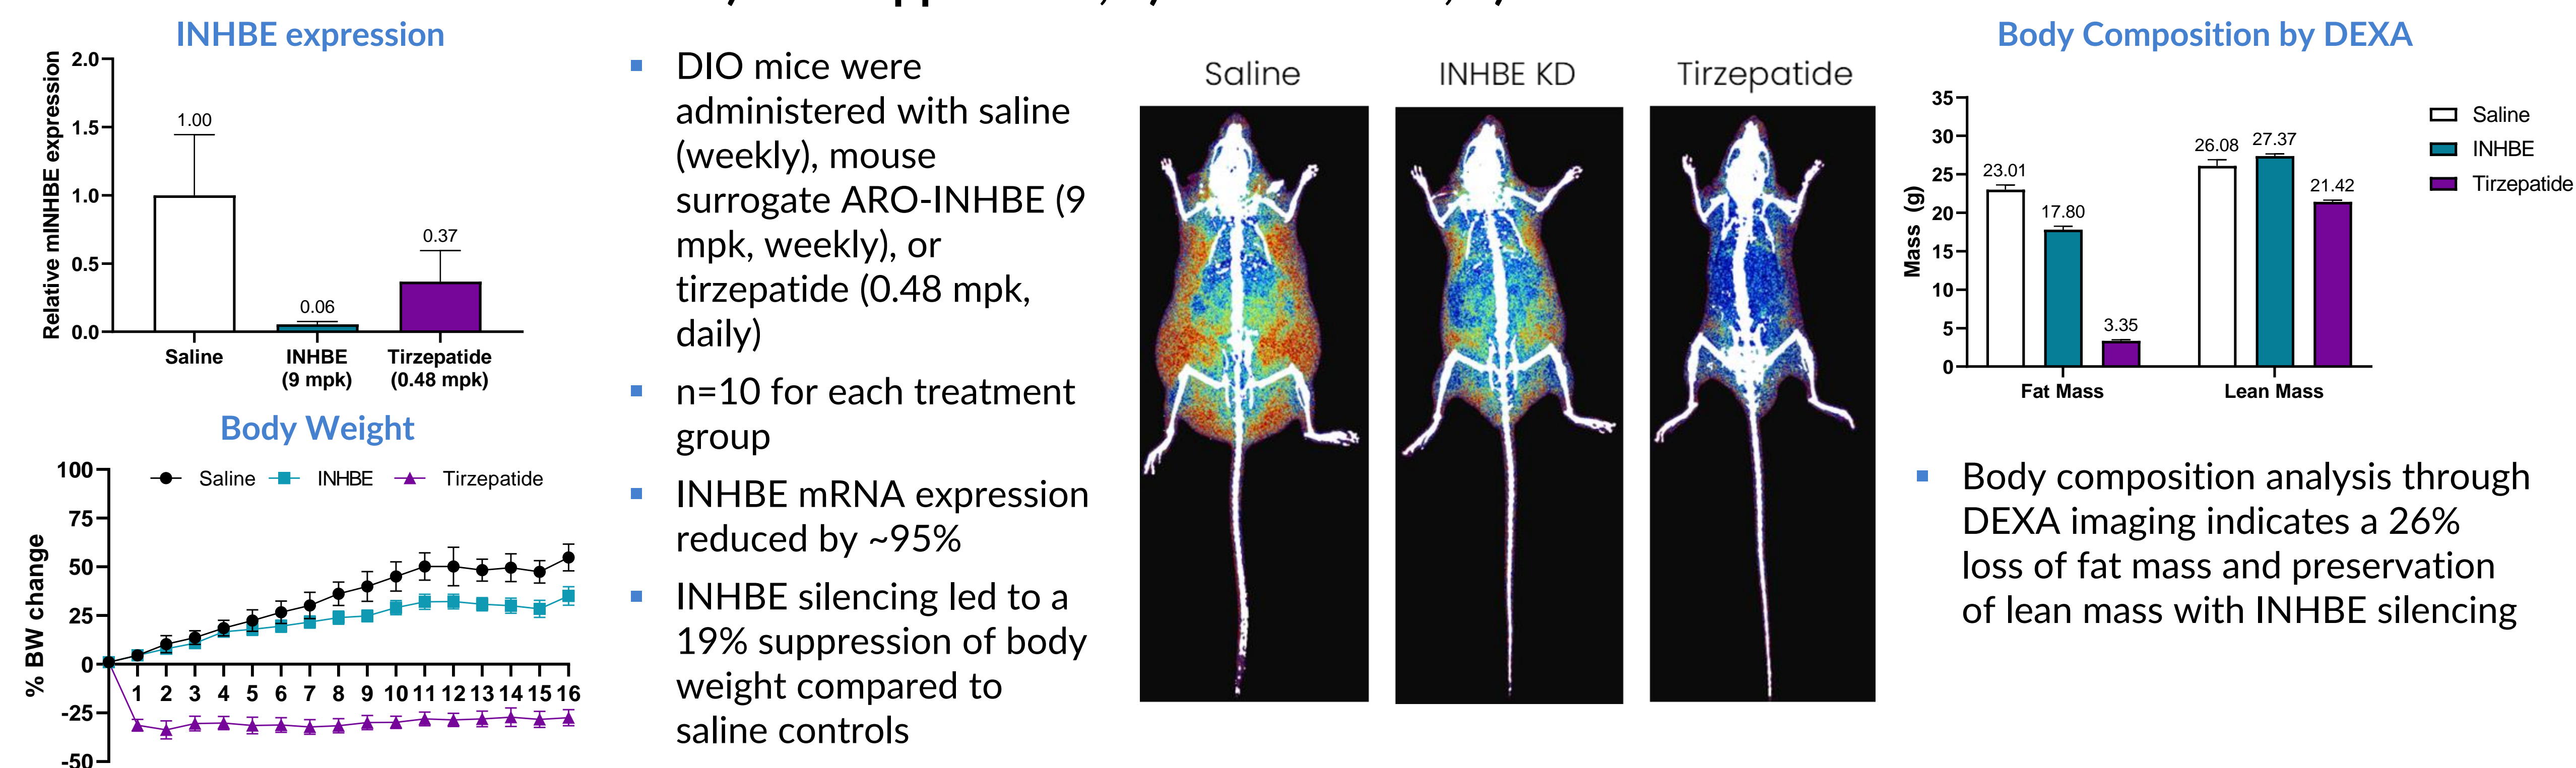 INHBE expression
Relative mINHBE expression
2.0
1.5
1.0
0.5
0.0
1.00
0.06
0.37
Saline
INHBE
(9 mpk)
Tirzepatide
(0.48 mpk)
Body Weight
% BW change
100
75
50
25
0
-25
-50
Saline
INHBE
Tirzepatide
1 2 3 4 5 6 7 8 9 10 11 12 13 14 15 16
▪ DIO mice were
administered with saline
(weekly), mouse
surrogate ARO-INHBE (9
mpk, weekly), or
tirzepatide (0.48 mpk,
daily)
▪ n=10 for each treatment
group
▪ INHBE mRNA expression
reduced by ~95%
▪ INHBE silencing led to a
19% suppression of body
weight compared to
saline controls
Saline
INHBE KD
Tirzepatide
Body Composition by DEXA
Mass (g)
35
30
25
20
15
10
5
0
23.01
17.80
3.35
26.08
27.37
21.42
Fat Mass
Lean Mass
Saline
INHBE
Tirzepatide
▪ Body composition analysis through
DEXA imaging indicates a 26%
loss of fat mass and preservation
of lean mass with INHBE silencing